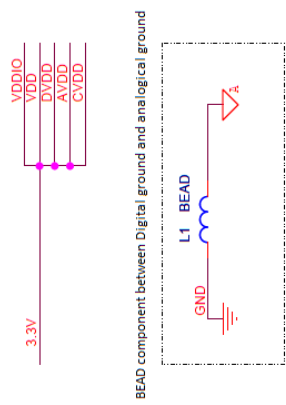 VDDIO
VDD
DVDD
AVDD
CVDD
3.3V
BEAD component between Digital ground and analogical ground
A
L1 BEAD
GND